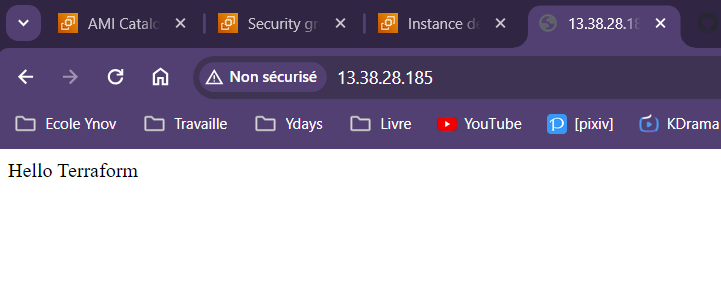 AMI Catalo
Security gr
Instance de
13.38.28.18
Non sécurisé
13.38.28.185
Ecole Ynov
Travaille
Ydays
Livre
YouTube
[pixiv]
KDrama
Hello Terraform